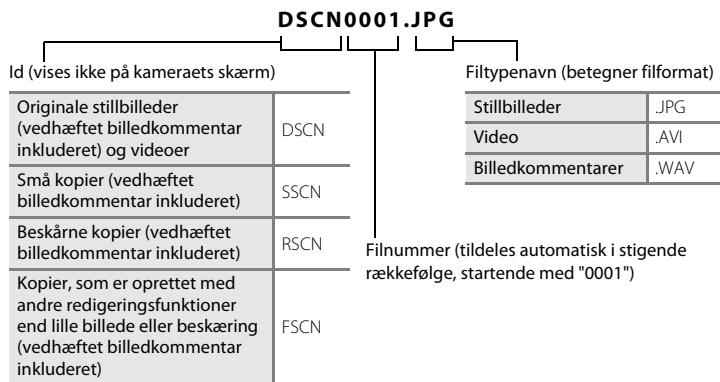 DSCN0001.JPG
Id (vises ikke på kameraets skærm)
Originale stillbilleder
(vedhæftet billedkommentar
inkluderet) og videoer
DSCN
Små kopier (vedhæftet
billedkommentar inkluderet)
SSCN
Beskårne kopier (vedhæftet
billedkommentar inkluderet)
RSCN
Kopier, som er oprettet med
andre redigeringsfunktioner
end lille billede eller beskæring
(vedhæftet billedkommentar
inkluderet)
FSCN
Filtypenavn (betegner filformat)
Stillbilleder .JPG
Video .AVI
Billedkommentarer .WAV
Filnummer (tildeles automatisk i stigende
rækkefølge, startende med "0001")